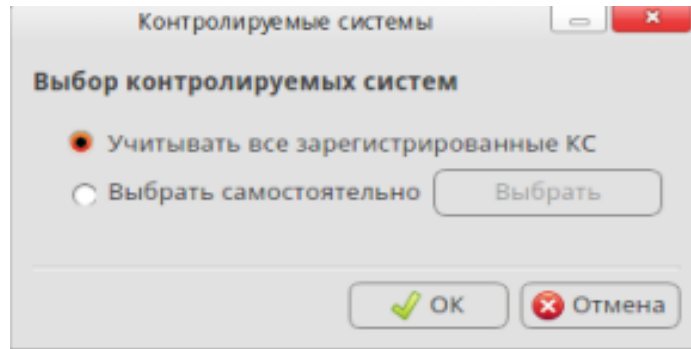 Контролируемые системы
Выбор контролируемых систем
Учитывать все зарегистрированные КС
Выбрать самостоятельно Выбрать
ОК Отмена